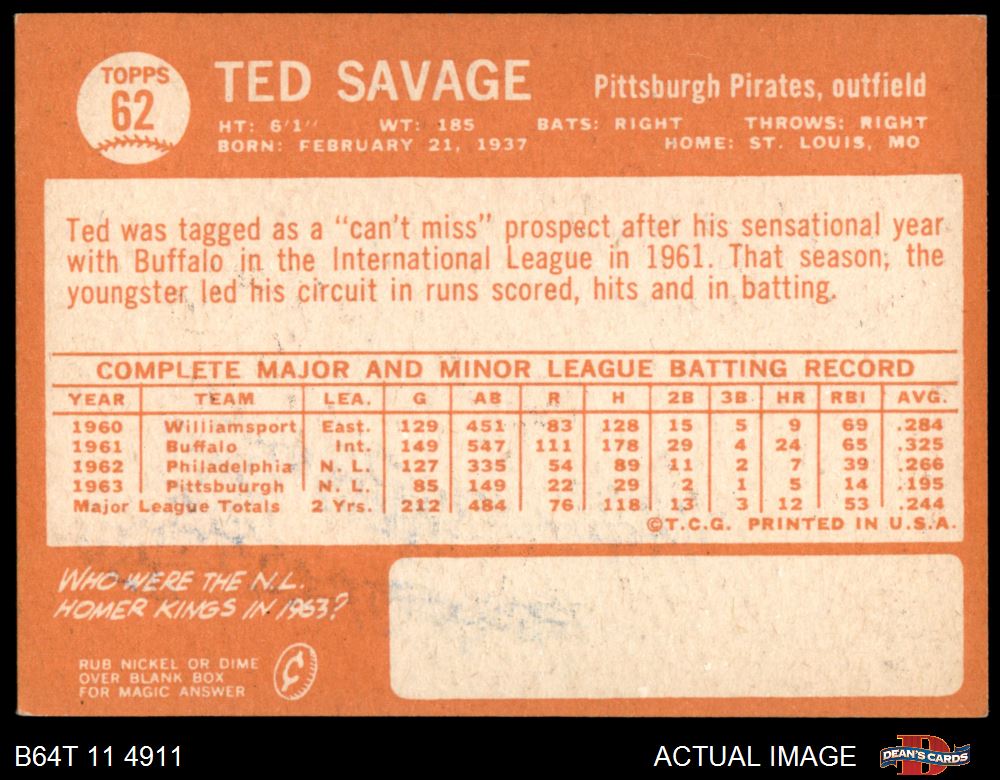 TOPPS
62
TED SAVAGE
Pittsburgh Pirates, outfield
HT: 6'1" WT: 185 BATS: RIGHT THROWS: RIGHT
BORN: FEBRUARY 21, 1937 HOME: ST. LOUIS, MO
Ted was tagged as a "can't miss" prospect after his sensational year
with Buffalo in the International League in 1961. That season, the
youngster led his circuit in runs scored, hits and in batting.
COMPLETE MAJOR AND MINOR LEAGUE BATTING RECORD
YEAR TEAM LEA. G AB R H 2B 3B HR RBI AVG.
1960 Williamsport East. 129 451 83 128 15 5 9 69 .284
1961 Buffalo Int. 149 547 111 178 29 4 24 65 .325
1962 Philadelphia N. L. 127 335 54 89 11 2 7 39 .266
1963 Pittsbuurgh N. L. 85 149 22 29 2 1 5 14 .195
Major League Totals 2 Yrs. 212 484 76 118 13 3 12 53 .244
©T.C.G. PRINTED IN U.S.A.
WHO WERE THE N.L.
HOMER KINGS IN 1963?
RUB NICKEL OR DIME
OVER BLANK BOX
FOR MAGIC ANSWER
¢
B64T 11 4911
ACTUAL IMAGE
D
DEAN'S CARDS